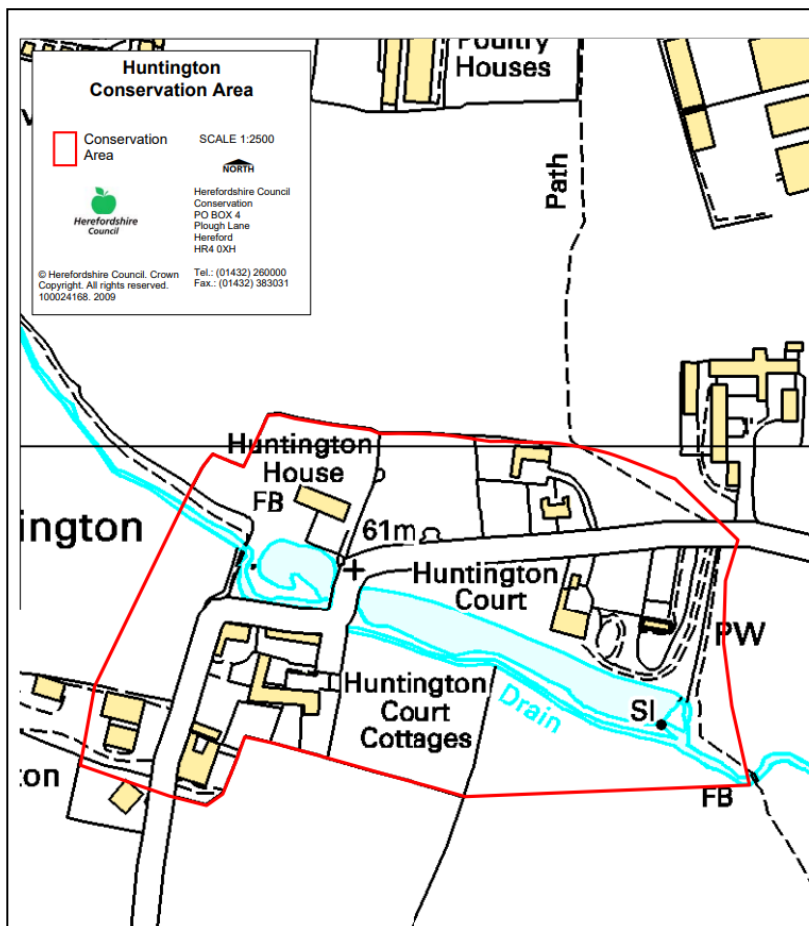 Huntington
Conservation Area
Conservation
Area
SCALE 1:2500
NORTH
Herefordshire
Council
Herefordshire Council
Conservation
PO BOX 4
Plough Lane
Hereford
HR4 0XH
© Herefordshire Council. Crown
Copyright. All rights reserved.
100024168. 2009
Tel.: (01432) 260000
Fax.: (01432) 383031
Poultry
Houses
Path
Huntington
House
FB
61m
ington
Huntington
Court
PW
Huntington
Court
Cottages
Drain
SI
ton
FB